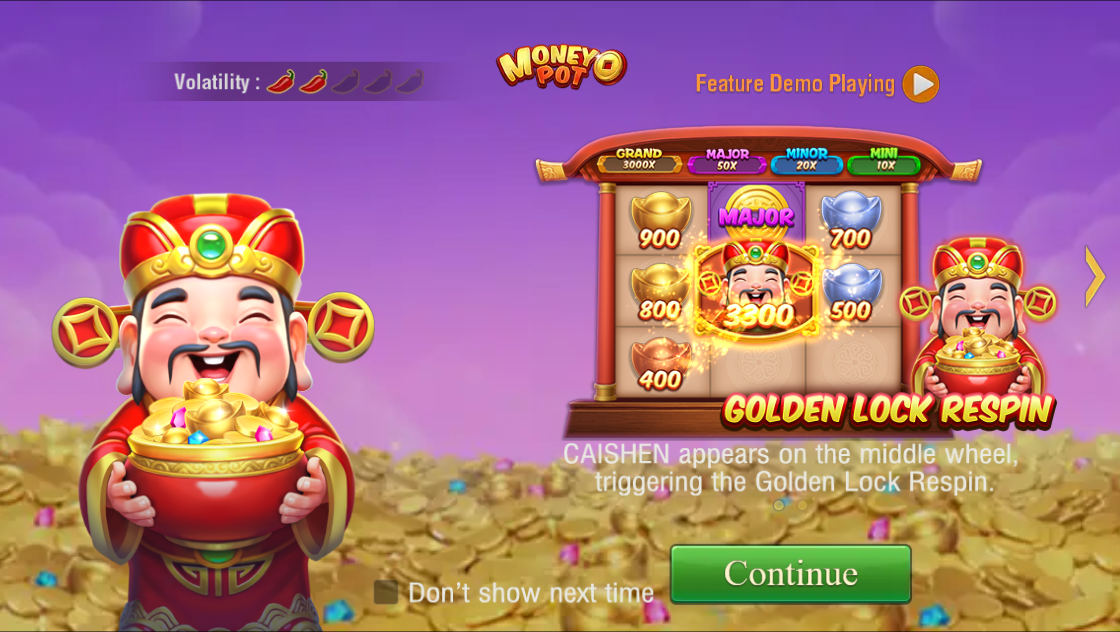 MONEY
POT
Volatility :
Feature Demo Playing
GRAND
3000X
MAJOR
50X
MINOR
20X
MINI
10X
900
MAJOR
700
800
3300
500
400
GOLDEN LOCK RESPIN
CAISHEN appears on the middle wheel,
triggering the Golden Lock Respin.
Don't show next time
Continue